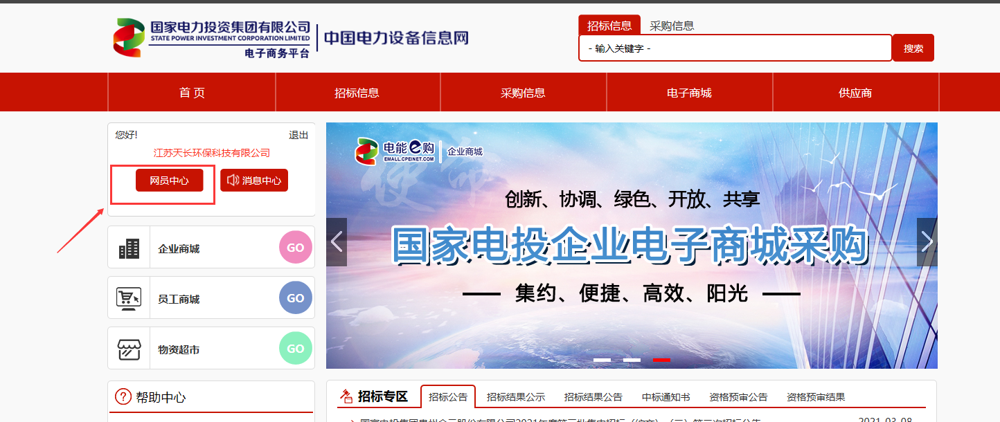 国家电力投资集团有限公司
STATE POWER INVESTMENT CORPORATION LIMITED
电子商务平台
中国电力设备信息网
招标信息 采购信息
- 输入关键字 -
搜索
首 页 招标信息 采购信息 电子商城 供应商
您好! 退出
江苏天长环保科技有限公司
网员中心 消息中心
企业商城 GO
员工商城 GO
物资超市 GO
帮助中心
电能e购
EMALL.CPEINET.COM
企业商城
创新、协调、绿色、开放、共享
国家电投企业电子商城采购
集约、便捷、高效、阳光
招标专区 招标公告 招标结果公示 招标结果公告 中标通知书 资格预审公告 资格预审结果
2021-03-08